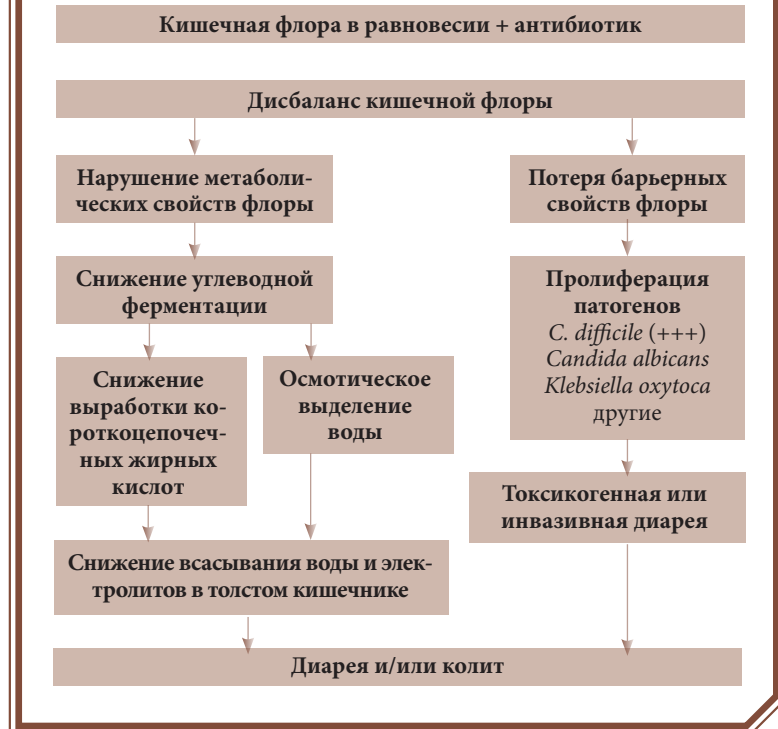 Кишечная флора в равновесии + антибиотик
Дисбаланс кишечной флоры
Нарушение метаболи-
ческих свойств флоры
Потеря барьерных
свойств флоры
Снижение углеводной
ферментации
Пролиферация
патогенов
C. difficile (+++)
Candida albicans
Klebsiella oxytoca
другие
Снижение
выработки ко-
роткоцепочеч-
ных жирных
кислот
Осмотическое
выделение
воды
Токсикогенная или
инвазивная диарея
Снижение всасывания воды и элек-
тролитов в толстом кишечнике
Диарея и/или колит